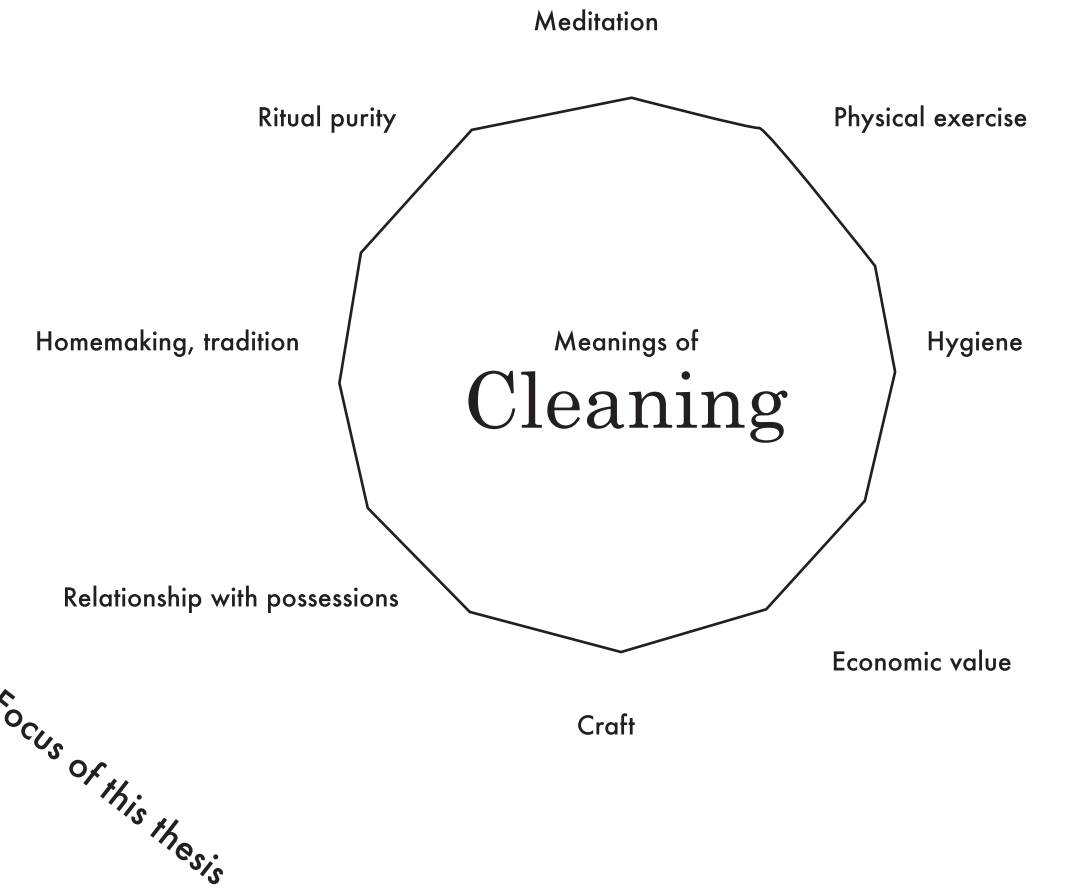 Meditation
Ritual purity
Physical exercise
Homemaking, tradition
Meanings of
Cleaning
Hygiene
Relationship with possessions
Economic value
Craft
Focus of this thesis